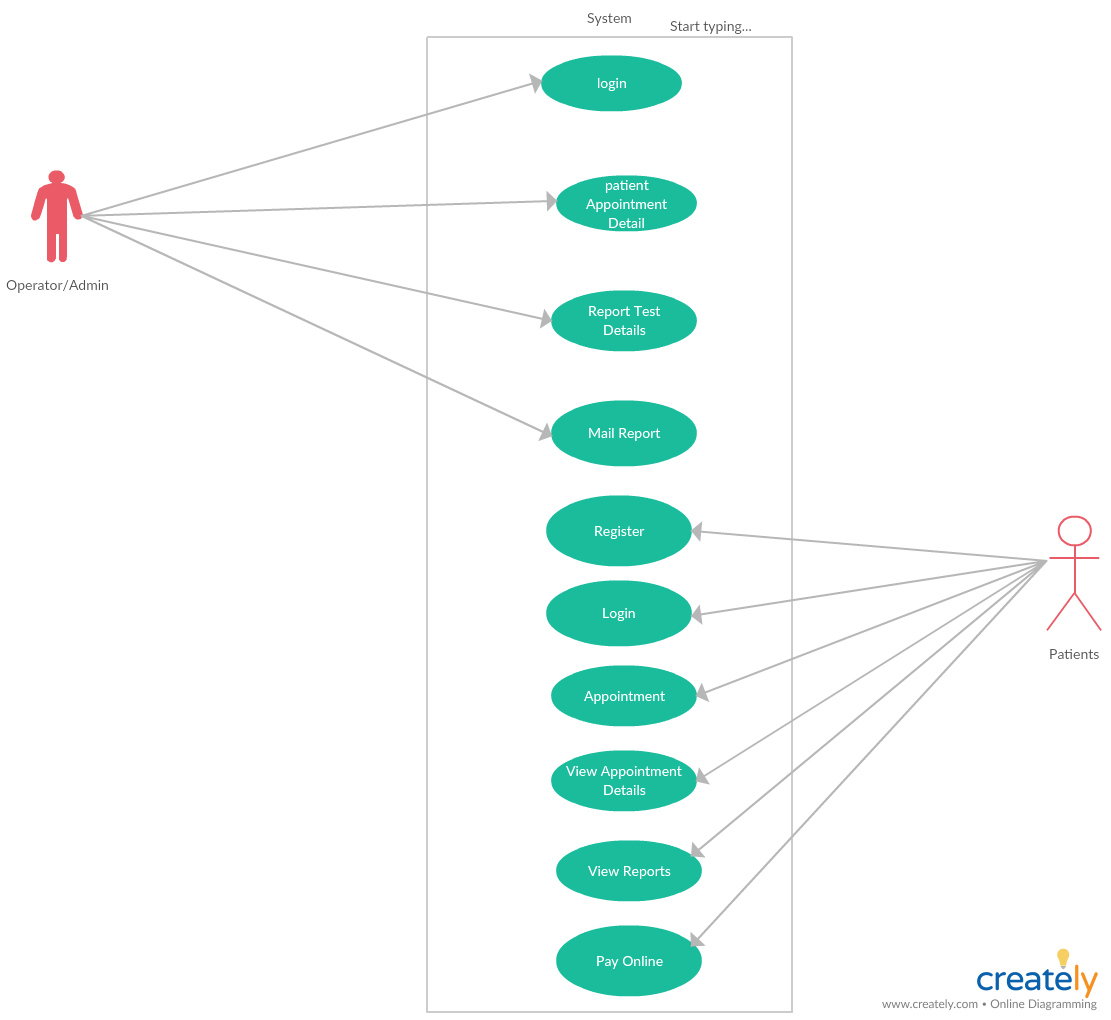 System
Start typing...
login
patient
Appointment
Detail
Operator/Admin
Report Test
Details
Mail Report
Register
Login
Patients
Appointment
View Appointment
Details
View Reports
Pay Online
creately
www.creately.com • Online Diagramming